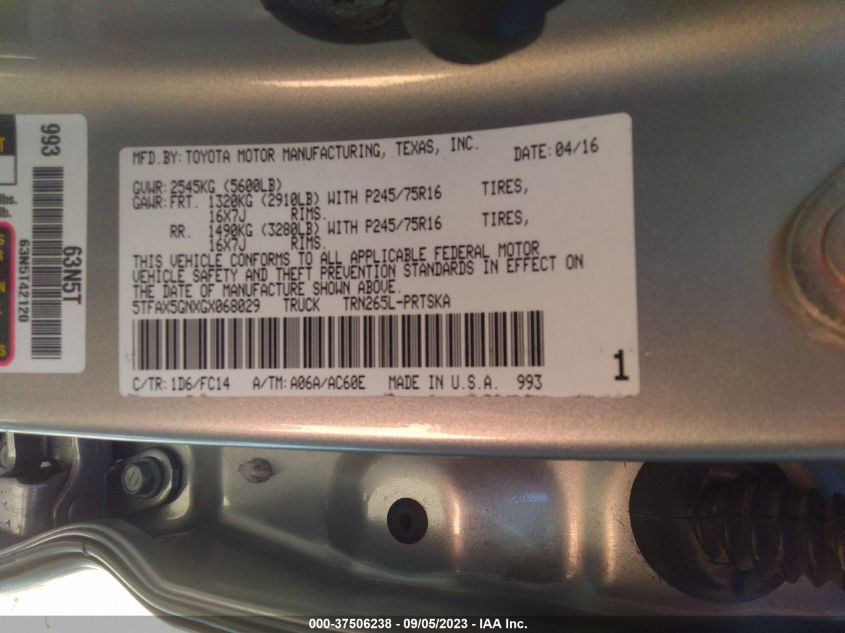 MFD.BY:TOYOTA MOTOR MANUFACTURING, TEXAS, INC. DATE:04/16
GVWR:2545KG (5600LB)
GAWR:FRT. 1320KG (2910LB) WITH P245/75R16 TIRES,
16X7J RIMS.
RR. 1490KG (3280LB) WITH P245/75R16 TIRES,
16X7J RIMS.
THIS VEHICLE CONFORMS TO ALL APPLICABLE FEDERAL MOTOR
VEHICLE SAFETY AND THEFT PREVENTION STANDARDS IN EFFECT ON
THE DATE OF MANUFACTURE SHOWN ABOVE.
5TFAX5GNXGX068029 TRUCK TRN265L-PRTSKA
C/TR:1D6/FC14 A/TM:A06A/AC60E MADE IN U.S.A. 993
1
993
63N5T
63N5T42120
lbs.
lb.
000-37506238 - 09/05/2023 - IAA Inc.